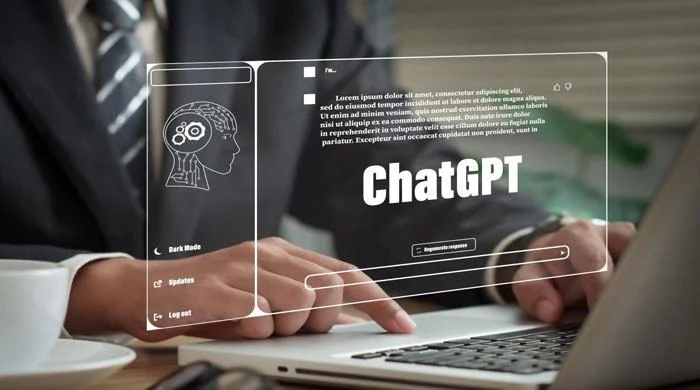 I'm...
Lorem ipsum dolor sit amet, consectetur adipiscing elit,
sed do eiusmod tempor incididunt ut labore et dolore magna aliqua.
Ut enim ad minim veniam, quis nostrud exercitation ullamco laboris
nisi ut aliquip ex ea commodo consequat. Duis aute irure dolor
in reprehenderit in voluptate velit esse cillum dolore eu fugiat nulla
pariatur. Excepteur sint occaecat cupidatat non proident, sunt in
ChatGPT
Regenerate response
Dark Mode
Updates
Log out